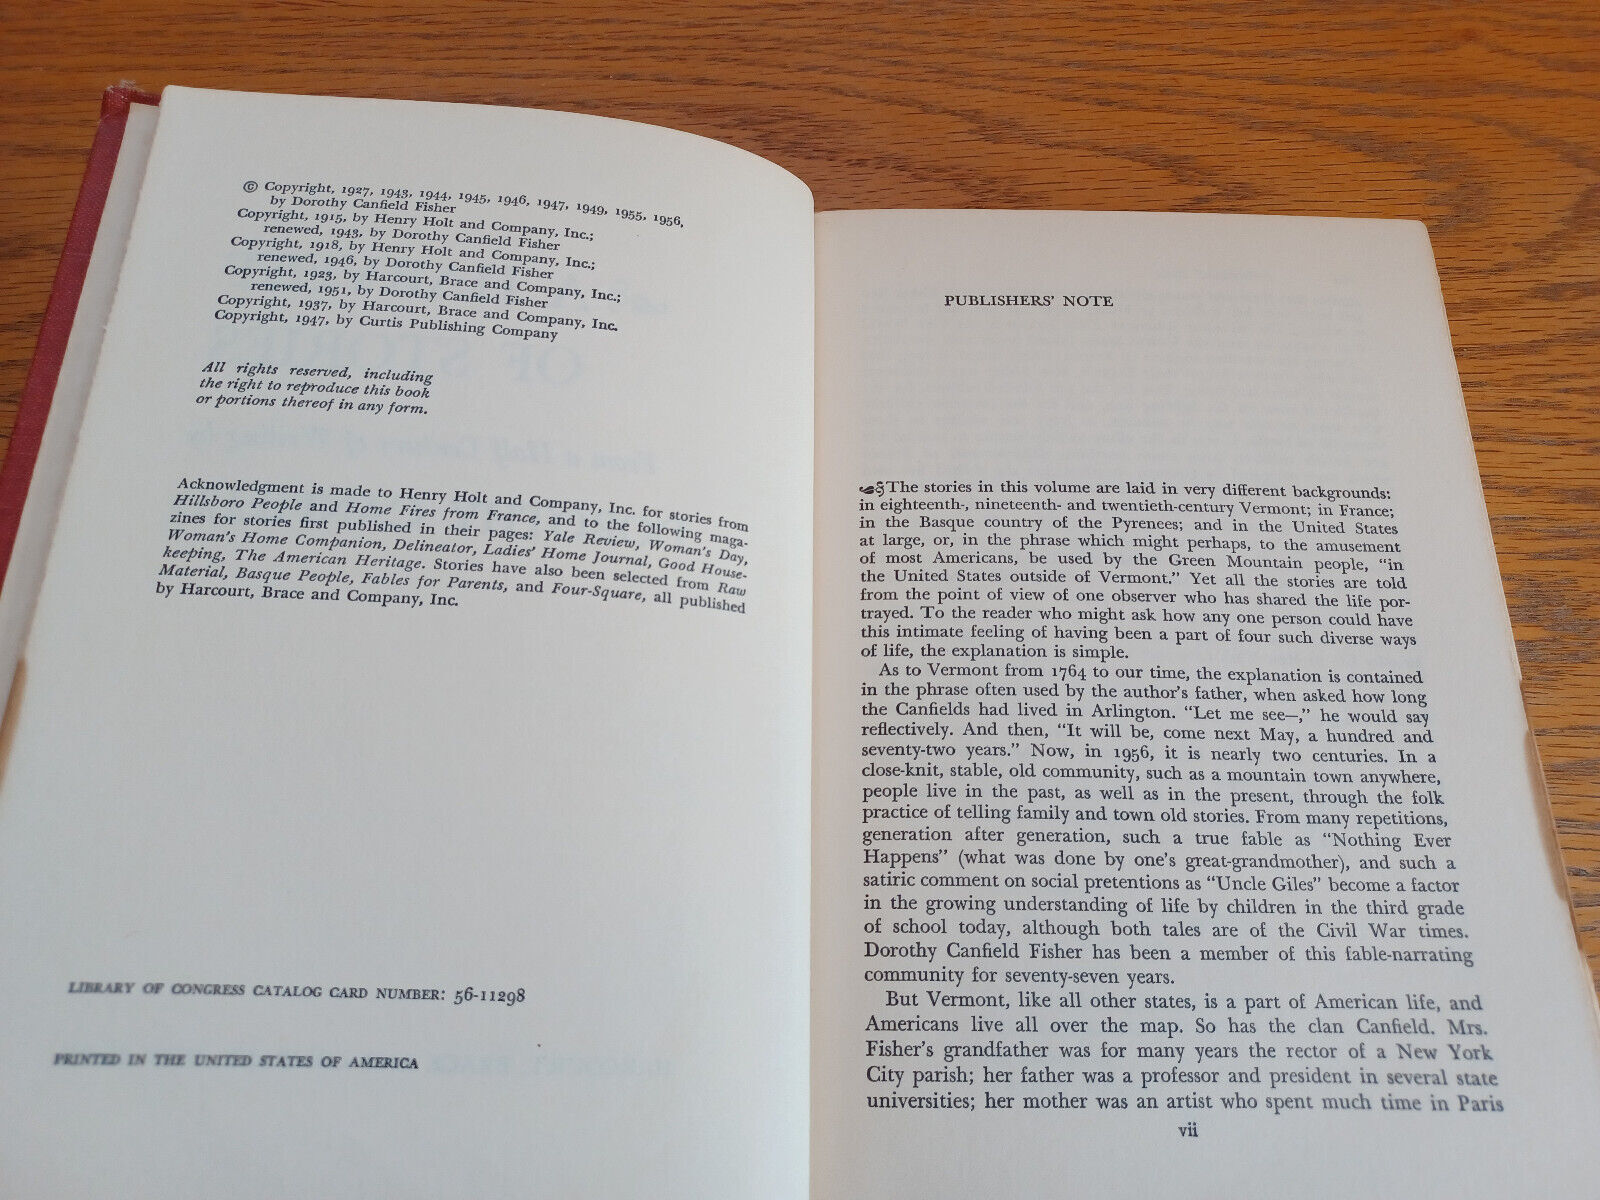 © Copyright, 1927, 1943, 1944, 1945, 1946, 1947, 1949, 1955, 1956,
by Dorothy Canfield Fisher
Copyright, 1915, by Henry Holt and Company, Inc.;
renewed, 1943, by Dorothy Canfield Fisher
Copyright, 1918, by Henry Holt and Company, Inc.;
renewed, 1946, by Dorothy Canfield Fisher
Copyright, 1923, by Harcourt, Brace and Company, Inc.;
renewed, 1951, by Dorothy Canfield Fisher
Copyright, 1937, by Harcourt, Brace and Company, Inc.
Copyright, 1947, by Curtis Publishing Company
All rights reserved, including
the right to reproduce this book
or portions thereof in any form.
Acknowledgment is made to Henry Holt and Company, Inc. for stories from
Hillsboro People and Home Fires from France, and to the following maga-
zines for stories first published in their pages: Yale Review, Woman's Day,
Woman's Home Companion, Delineator, Ladies' Home Journal, Good House-
keeping, The American Heritage. Stories have also been selected from Raw
Material, Basque People, Fables for Parents, and Four-Square, all published
by Harcourt, Brace and Company, Inc.
LIBRARY OF CONGRESS CATALOG CARD NUMBER: 56-11298
PRINTED IN THE UNITED STATES OF AMERICA
PUBLISHERS' NOTE
The stories in this volume are laid in very different backgrounds:
in eighteenth-, nineteenth- and twentieth-century Vermont; in France;
in the Basque country of the Pyrenees; and in the United States
at large, or, in the phrase which might perhaps, to the amusement
of most Americans, be used by the Green Mountain people, "in
the United States outside of Vermont." Yet all the stories are told
from the point of view of one observer who has shared the life por-
trayed. To the reader who might ask how any one person could have
this intimate feeling of having been a part of four such diverse ways
of life, the explanation is simple.
As to Vermont from 1764 to our time, the explanation is contained
in the phrase often used by the author's father, when asked how long
the Canfields had lived in Arlington. "Let me see—," he would say
reflectively. And then, "It will be, come next May, a hundred and
seventy-two years." Now, in 1956, it is nearly two centuries. In a
close-knit, stable, old community, such as a mountain town anywhere,
people live in the past, as well as in the present, through the folk
practice of telling family and town old stories. From many repetitions,
generation after generation, such a true fable as "Nothing Ever
Happens" (what was done by one's great-grandmother), and such a
satiric comment on social pretentions as "Uncle Giles" become a factor
in the growing understanding of life by children in the third grade
of school today, although both tales are of the Civil War times.
Dorothy Canfield Fisher has been a member of this fable-narrating
community for seventy-seven years.
But Vermont, like all other states, is a part of American life, and
Americans live all over the map. So has the clan Canfield. Mrs.
Fisher's grandfather was for many years the rector of a New York
City parish; her father was a professor and president in several state
universities; her mother was an artist who spent much time in Paris
vii